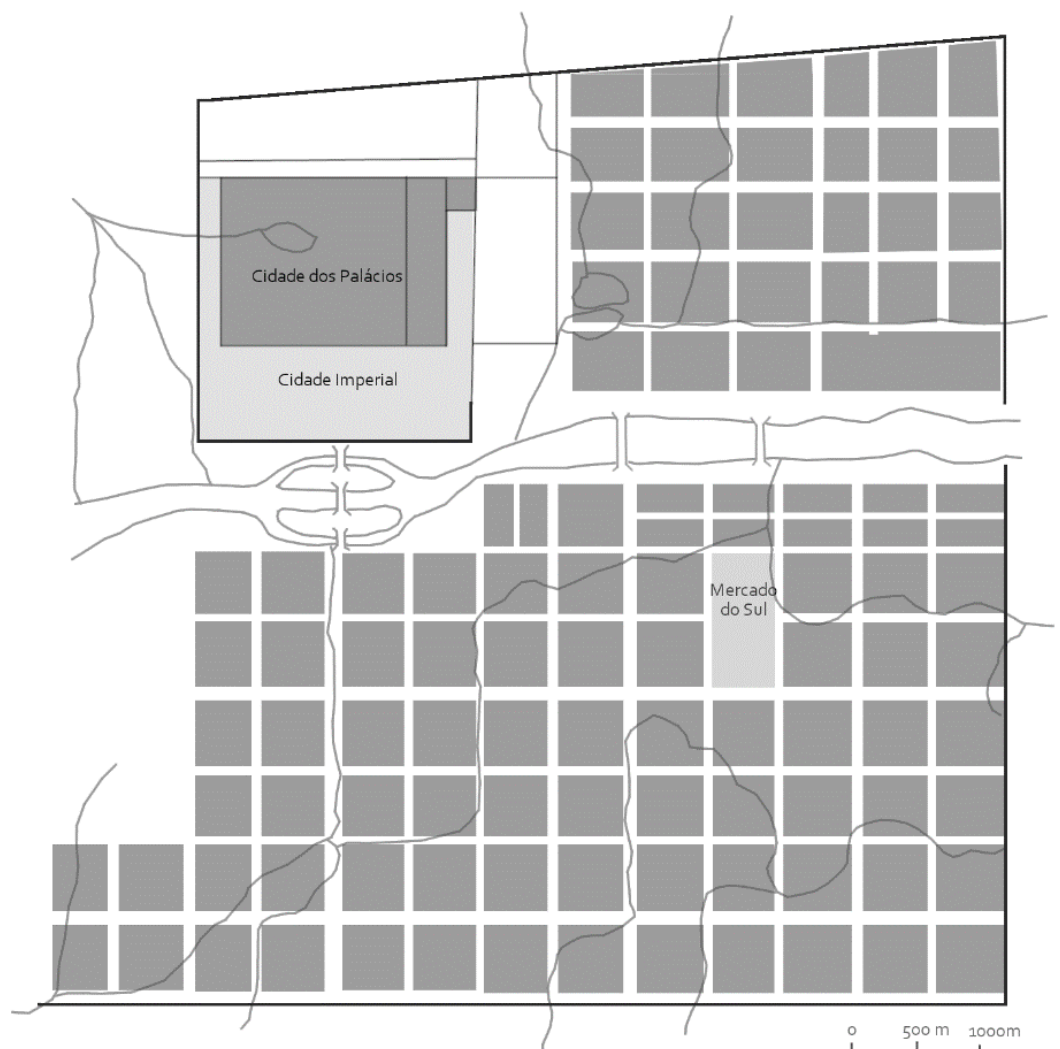 Cidade dos Palácios
Cidade Imperial
Mercado
do Sul
0 500 m 1000m